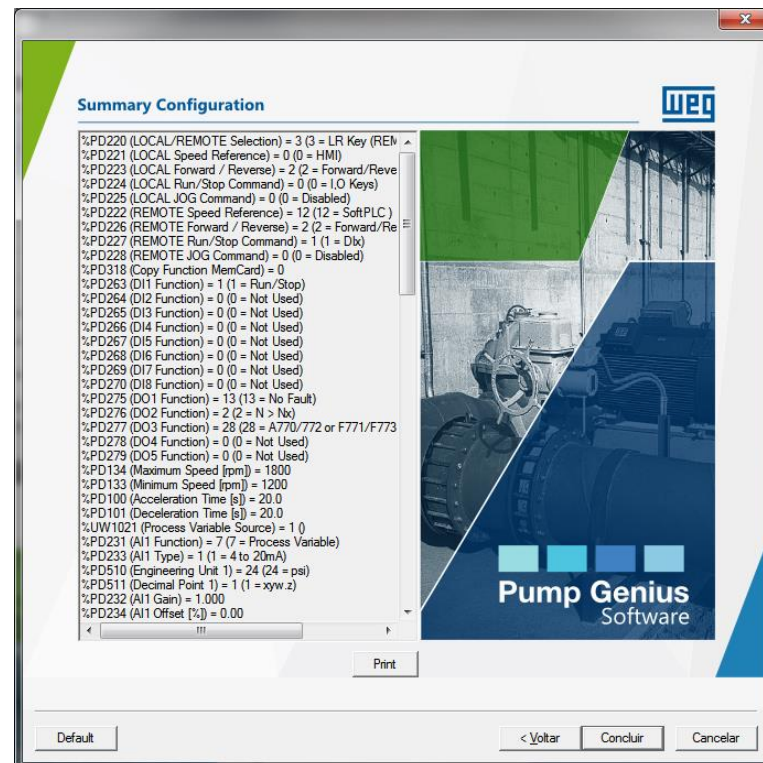 Summary Configuration
weg
%PD220 (LOCAL/REMOTE Selection) = 3 (3 = LR Key (REM
%PD221 (LOCAL Speed Reference) = 0 (0 = HMI)
%PD223 (LOCAL Forward / Reverse) = 2 (2 = Forward/Reve
%PD224 (LOCAL Run/Stop Command) = 0 (0 = I,O Keys)
%PD225 (LOCAL JOG Command) = 0 (0 = Disabled)
%PD222 (REMOTE Speed Reference) = 12 (12 = SoftPLC )
%PD226 (REMOTE Forward / Reverse) = 2 (2 = Forward/Re
%PD227 (REMOTE Run/Stop Command) = 1 (1 = DIx)
%PD228 (REMOTE JOG Command) = 0 (0 = Disabled)
%PD318 (Copy Function MemCard) = 0
%PD263 (DI1 Function) = 1 (1 = Run/Stop)
%PD264 (DI2 Function) = 0 (0 = Not Used)
%PD265 (DI3 Function) = 0 (0 = Not Used)
%PD266 (DI4 Function) = 0 (0 = Not Used)
%PD267 (DI5 Function) = 0 (0 = Not Used)
%PD268 (DI6 Function) = 0 (0 = Not Used)
%PD269 (DI7 Function) = 0 (0 = Not Used)
%PD270 (DI8 Function) = 0 (0 = Not Used)
%PD275 (DO1 Function) = 13 (13 = No Fault)
%PD276 (DO2 Function) = 2 (2 = N > Nx)
%PD277 (DO3 Function) = 28 (28 = A770/772 or F771/F773
%PD278 (DO4 Function) = 0 (0 = Not Used)
%PD279 (DO5 Function) = 0 (0 = Not Used)
%PD134 (Maximum Speed [rpm]) = 1800
%PD133 (Minimum Speed [rpm]) = 1200
%PD100 (Acceleration Time [s]) = 20.0
%PD101 (Deceleration Time [s]) = 20.0
%UW1021 (Process Variable Source) = 1 ()
%PD231 (AI1 Function) = 7 (7 = Process Variable)
%PD233 (AI1 Type) = 1 (1 = 4 to 20mA)
%PD510 (Engineering Unit 1) = 24 (24 = psi)
%PD511 (Decimal Point 1) = 1 (1 = xyw.z)
%PD232 (AI1 Gain) = 1.000
%PD234 (AI1 Offset [%]) = 0.00
Pump Genius
Software
Print
Default
< Voltar
Concluir
Cancelar